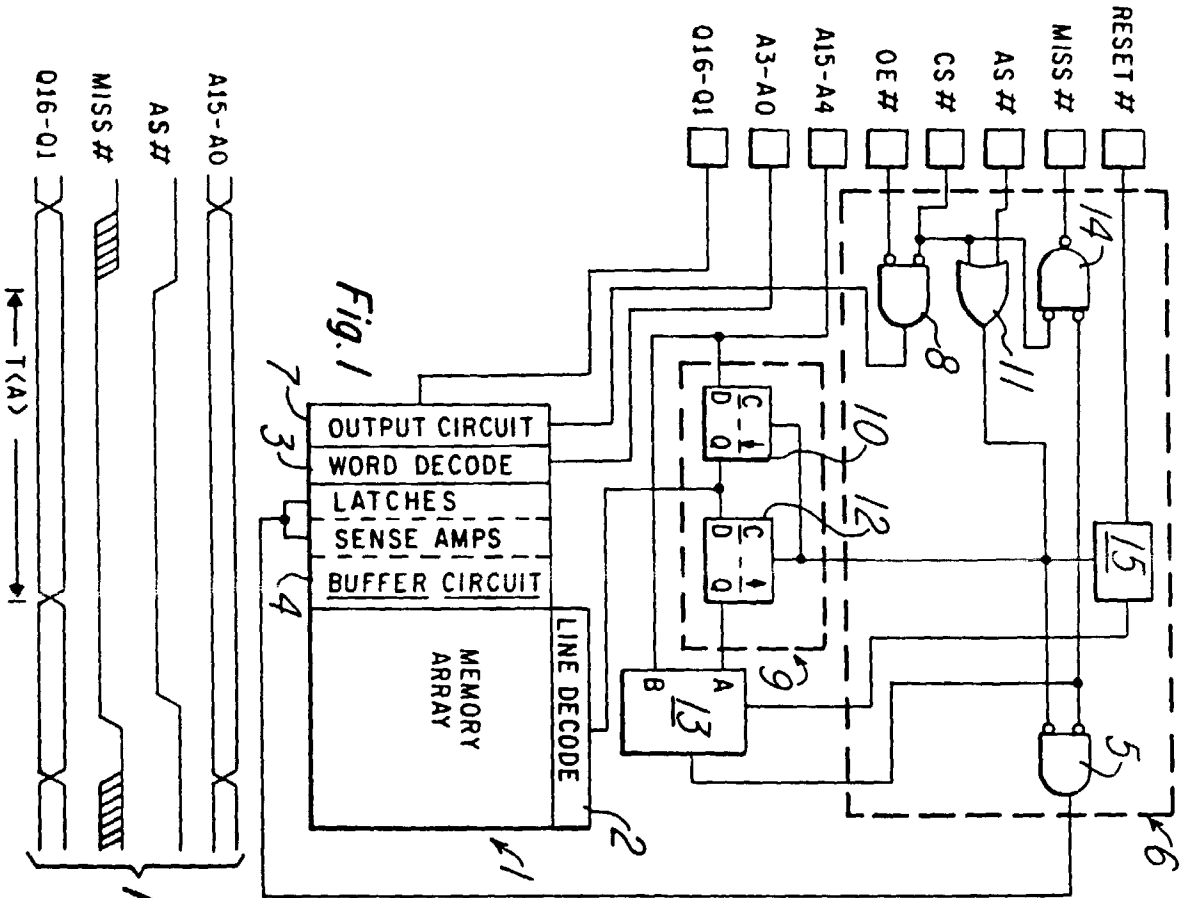 RESET #
MISS #
AS #
CS #
OE #
A15-A4
A3-A0
Q16-Q1
14
11
8
15
5
6
10
12
C
D Q
C
D Q
9
A
B
13
Fig. 1
7
OUTPUT CIRCUIT
3
WORD DECODE
LATCHES
SENSE AMPS
4
BUFFER CIRCUIT
LINE DECODE
2
MEMORY
ARRAY
1
A15-A0
AS #
MISS #
Q16-Q1
T<A>